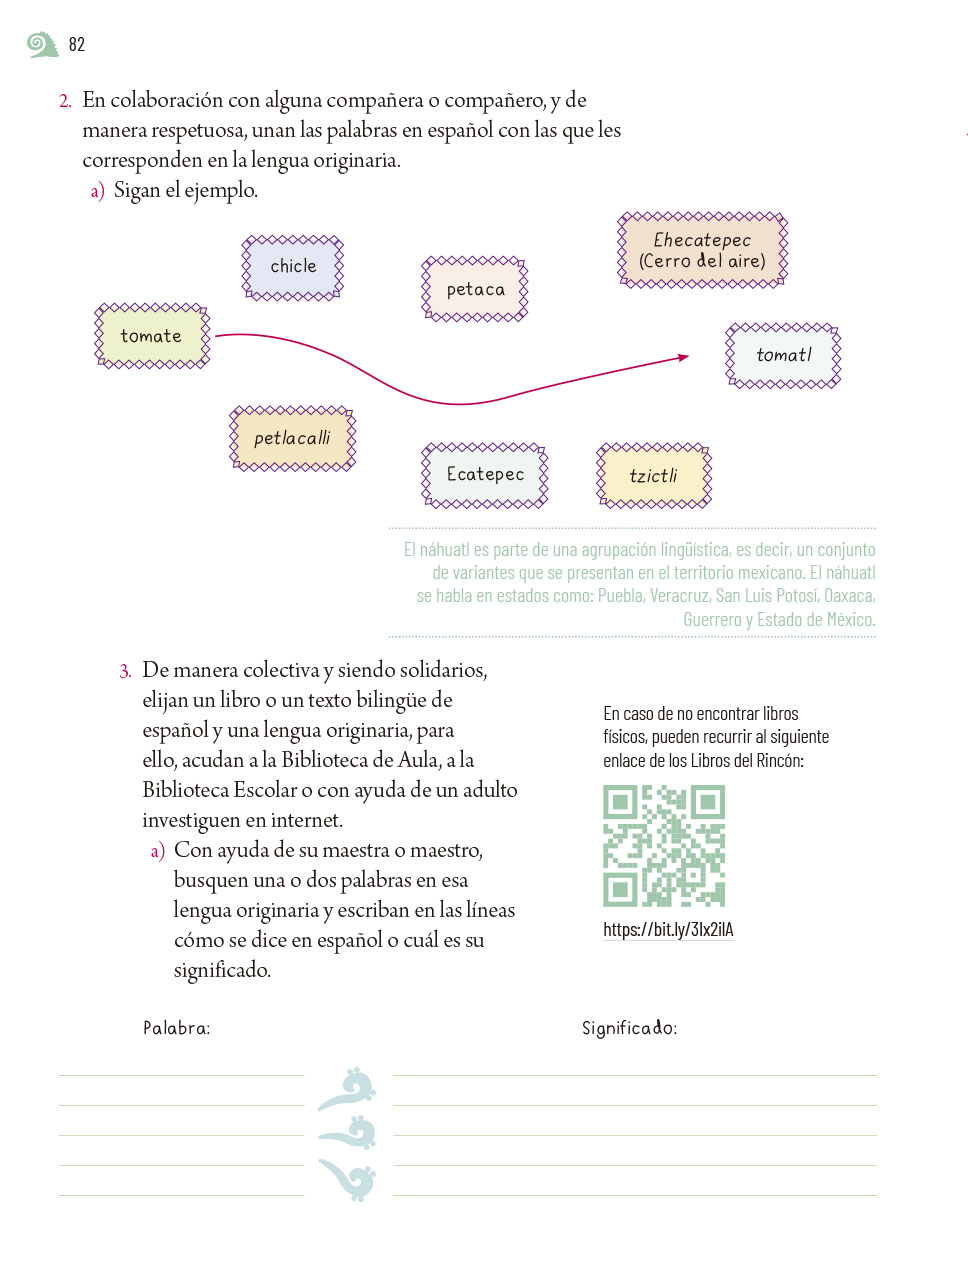 82
2. En colaboración con alguna compañera o compañero, y de
manera respetuosa, unan las palabras en español con las que les
corresponden en la lengua originaria.
a) Sigan el ejemplo.
Ehecatepec
(Cerro del aire)
chicle
petaca
tomate
tomatl
petlacalli
Ecatepec
tzictli
El náhuatl es parte de una agrupación lingüística, es decir, un conjunto
de variantes que se presentan en el territorio mexicano. El náhuatl
se habla en estados como: Puebla, Veracruz, San Luis Potosí, Oaxaca,
Guerrero y Estado de México.
3. De manera colectiva y siendo solidarios,
elijan un libro o un texto bilingüe de
español y una lengua originaria, para
ello, acudan a la Biblioteca de Aula, a la
Biblioteca Escolar o con ayuda de un adulto
investiguen en internet.
a) Con ayuda de su maestra o maestro,
busquen una o dos palabras en esa
lengua originaria y escriban en las líneas
cómo se dice en español o cuál es su
significado.
En caso de no encontrar libros
físicos, pueden recurrir al siguiente
enlace de los Libros del Rincón:
https://bit.ly/3Ix2ilA
Palabra:
Significado: